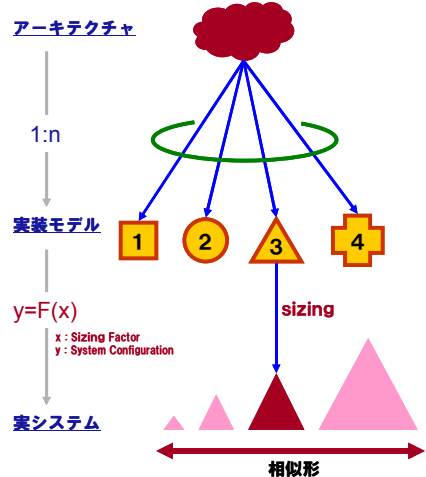 アーキテクチャ
1:n
実装モデル
1
2
3
4
y=F(x)
sizing
x : Sizing Factor
y : System Configuration
実システム
相似形